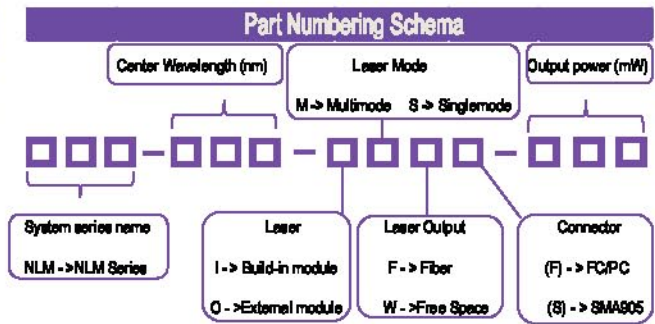 Part Numbering Schema
Center Wavelength (nm)
Laser Mode
M -> Multimode S -> Singlemode
Output power (mW)
System series name
NLM ->NLM Series
Laser
I -> Build-in module
O ->External module
Laser Output
F -> Fiber
W ->Free Space
Connector
(F) -> FC/PC
(S) -> SMA905